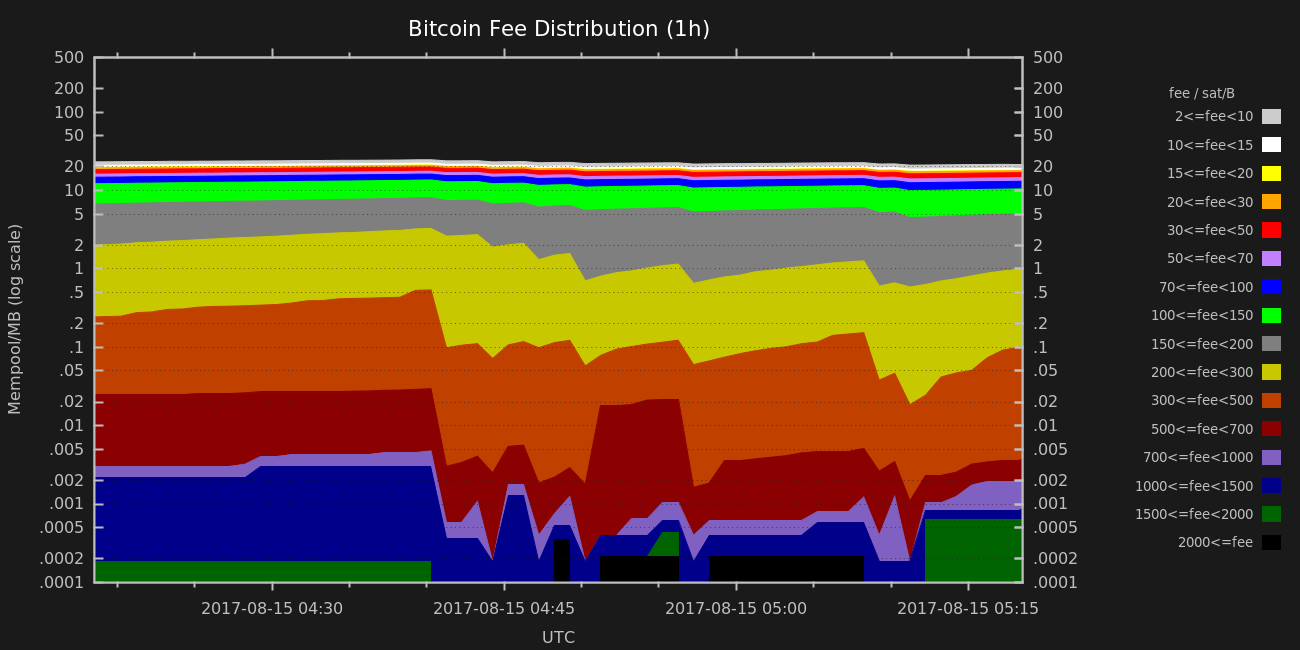 Bitcoin Fee Distribution (1h)
500 500
200 200
100 100
50 50
20 20
10 10
5 5
2 2
1 1
.5 .5
.2 .2
.1 .1
.05 .05
.02 .02
.01 .01
.005 .005
.002 .002
.001 .001
.0005 .0005
.0002 .0002
.0001 .0001
Mempool/MB (log scale)
2017-08-15 04:30 2017-08-15 04:45 2017-08-15 05:00 2017-08-15 05:15
UTC
fee / sat/B
2<=fee<10
10<=fee<15
15<=fee<20
20<=fee<30
30<=fee<50
50<=fee<70
70<=fee<100
100<=fee<150
150<=fee<200
200<=fee<300
300<=fee<500
500<=fee<700
700<=fee<1000
1000<=fee<1500
1500<=fee<2000
2000<=fee